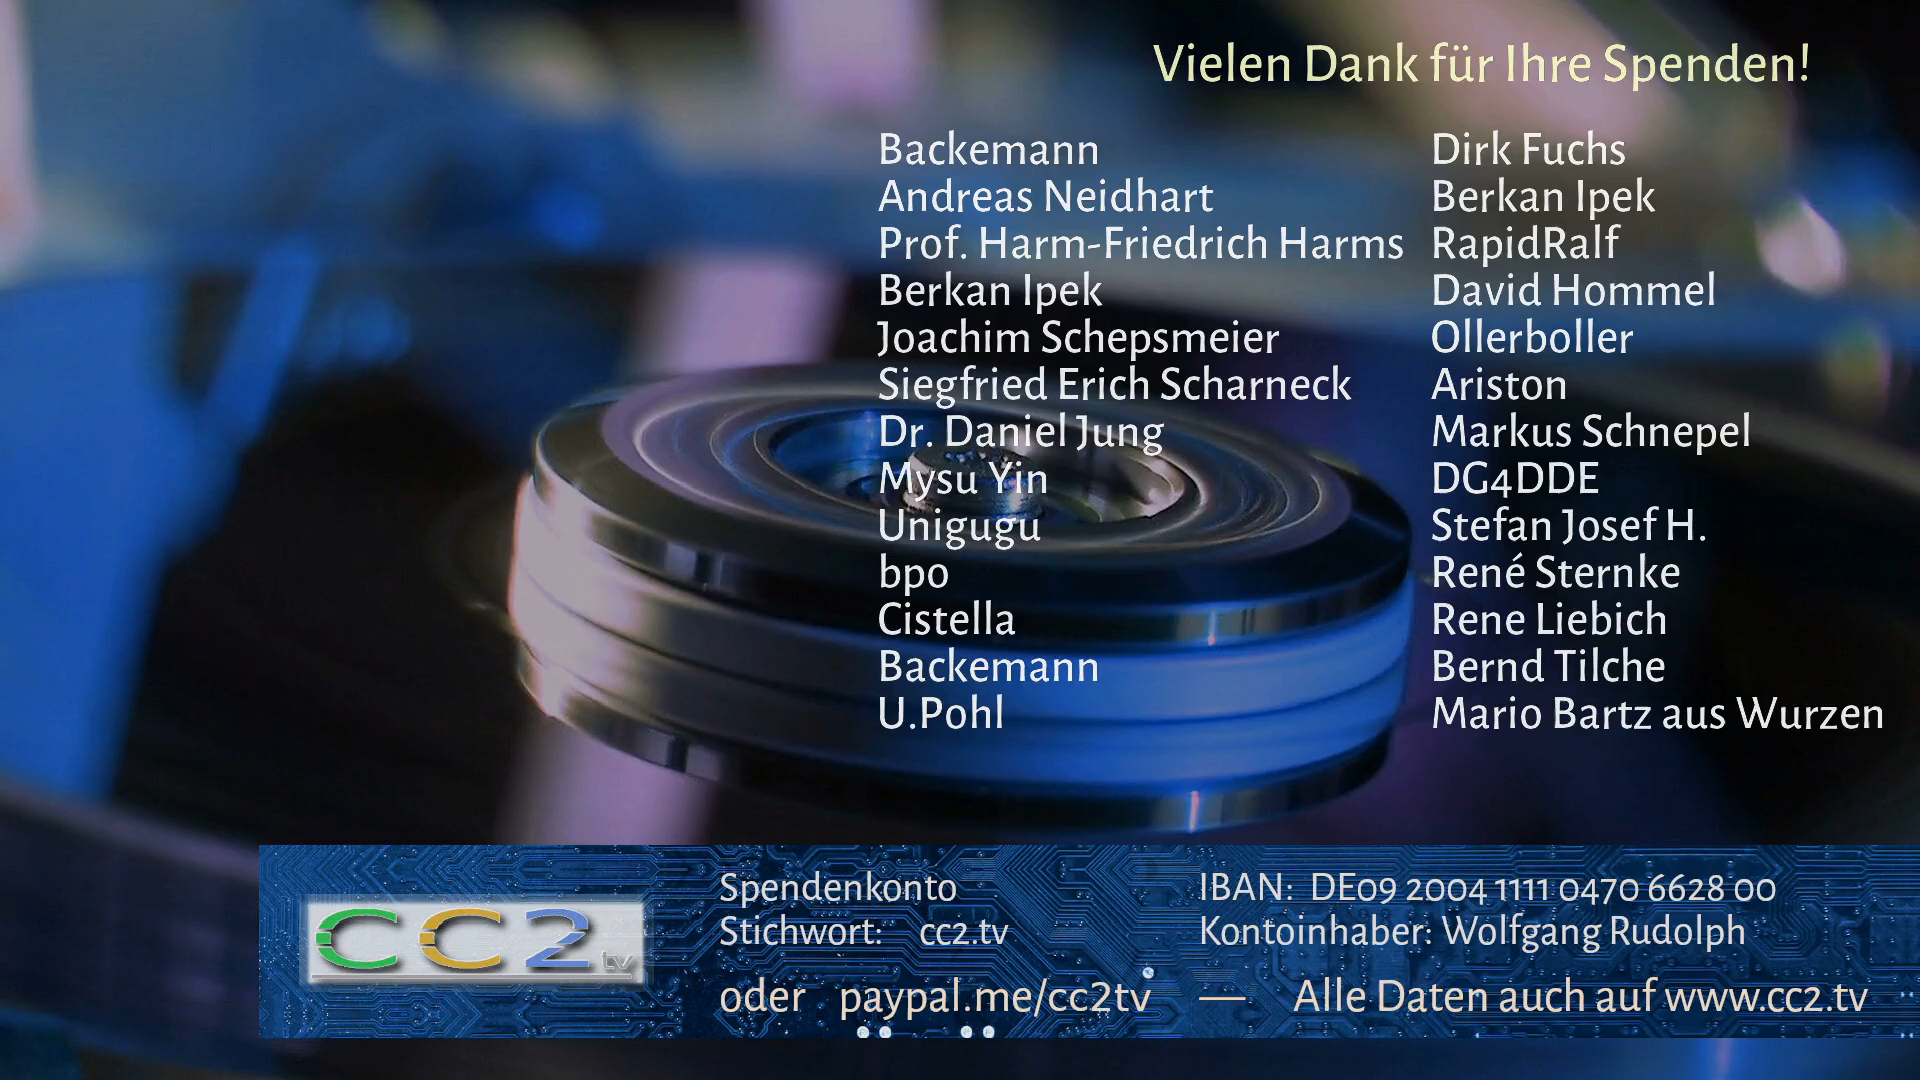 Vielen Dank für Ihre Spenden!
Backemann
Andreas Neidhart
Prof. Harm-Friedrich Harms
Berkan Ipek
Joachim Schepsmeier
Siegfried Erich Scharneck
Dr. Daniel Jung
Mysu Yin
Unigugu
bpo
Cistella
Backemann
U.Pohl
Dirk Fuchs
Berkan Ipek
RapidRalf
David Hommel
Ollerboller
Ariston
Markus Schnepel
DG4DDE
Stefan Josef H.
René Sternke
Rene Liebich
Bernd Tilche
Mario Bartz aus Wurzen
CC2 tv
Spendenkonto
Stichwort: cc2.tv
IBAN: DE09 2004 1111 0470 6628 00
Kontoinhaber: Wolfgang Rudolph
oder paypal.me/cc2tv — Alle Daten auch auf www.cc2.tv